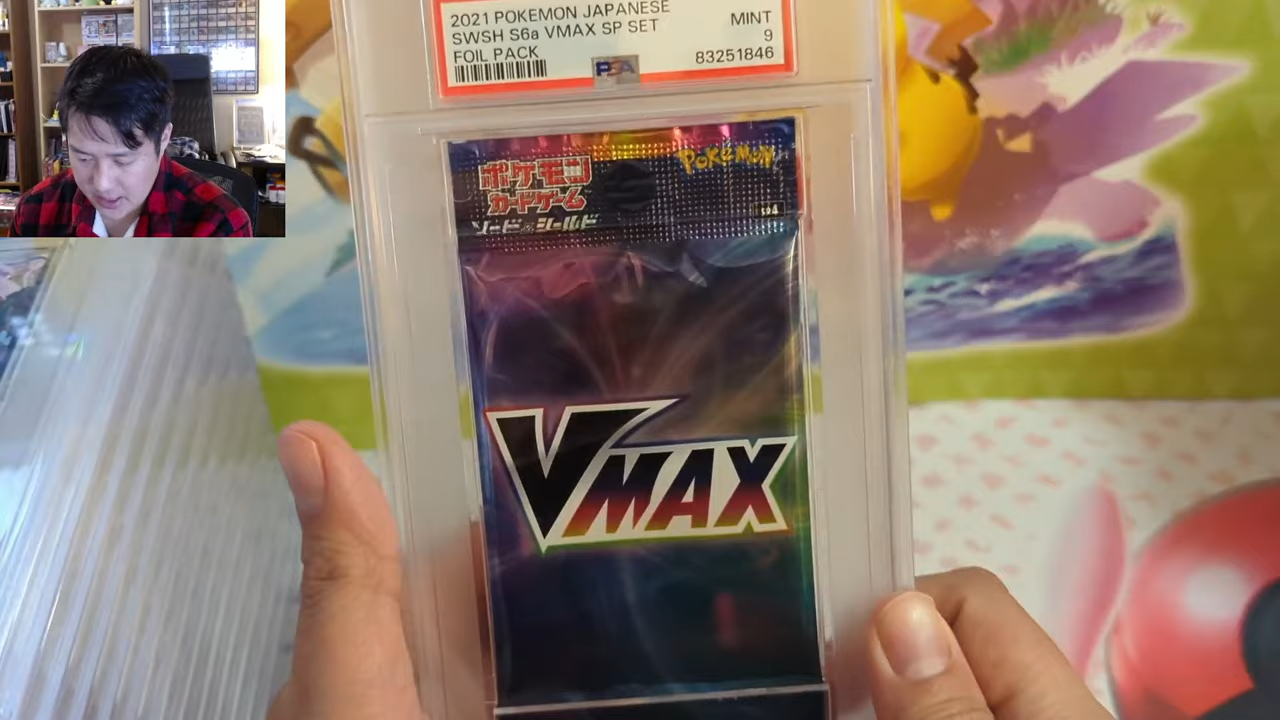 2021 POKEMON JAPANESE
SWSH S6a VMAX SP SET
FOIL PACK
MINT
9
83251846
PSA
ポケモン
カードゲーム
ソード&シールド
Pokémon
VMAX